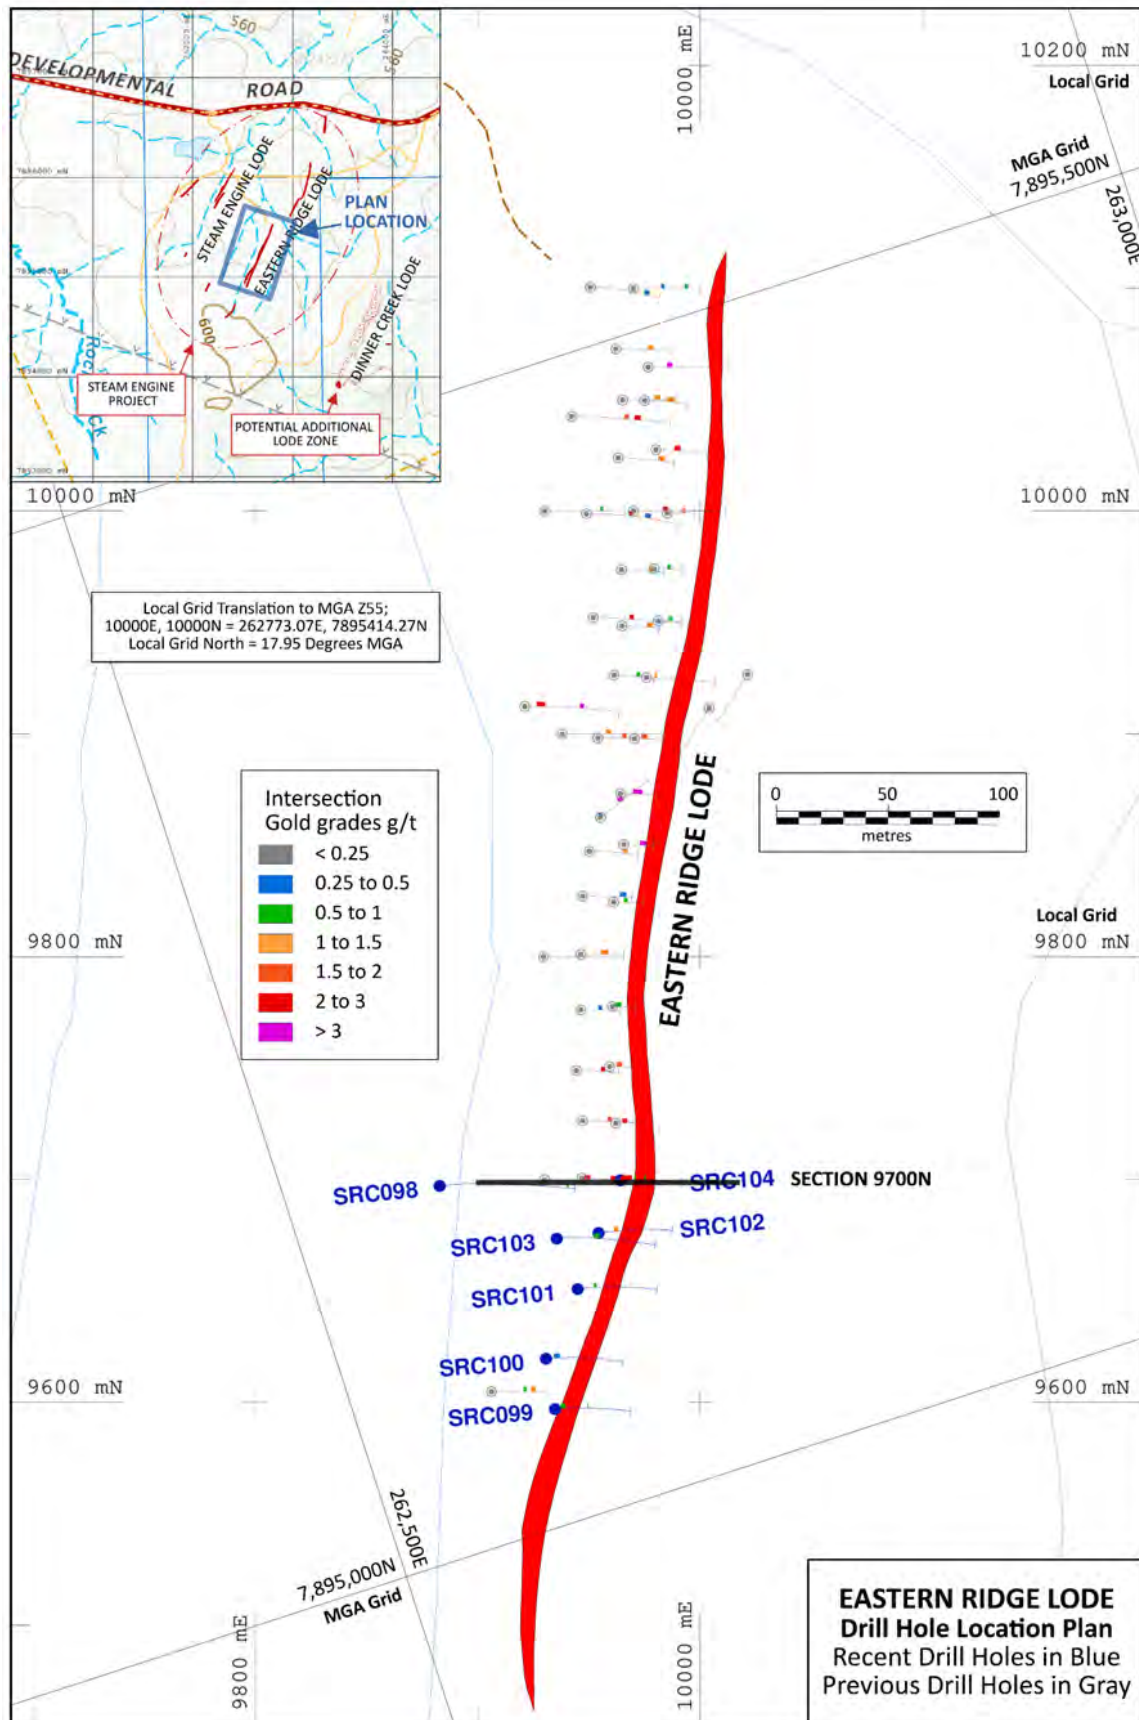 560
560
DEVELOPMENTAL ROAD
STEAM ENGINE LODE
EASTERN RIDGE LODE
PLAN
LOCATION
DINNER CREEK LODE
600
STEAM ENGINE
PROJECT
POTENTIAL ADDITIONAL
LODE ZONE
10000 mE
10200 mN
Local Grid
MGA Grid
7,895,500N
263,000E
10000 mN
10000 mN
Local Grid Translation to MGA Z55;
10000E, 10000N = 262773.07E, 7895414.27N
Local Grid North = 17.95 Degrees MGA
Intersection
Gold grades g/t
< 0.25
0.25 to 0.5
0.5 to 1
1 to 1.5
1.5 to 2
2 to 3
> 3
0 50 100
metres
EASTERN RIDGE LODE
Local Grid
9800 mN
9800 mN
SRC098
SRC104
SECTION 9700N
SRC103
SRC102
SRC101
SRC100
SRC099
9600 mN
9600 mN
262,500E
7,895,000N
MGA Grid
9800 mE
10000 mE
EASTERN RIDGE LODE
Drill Hole Location Plan
Recent Drill Holes in Blue
Previous Drill Holes in Gray